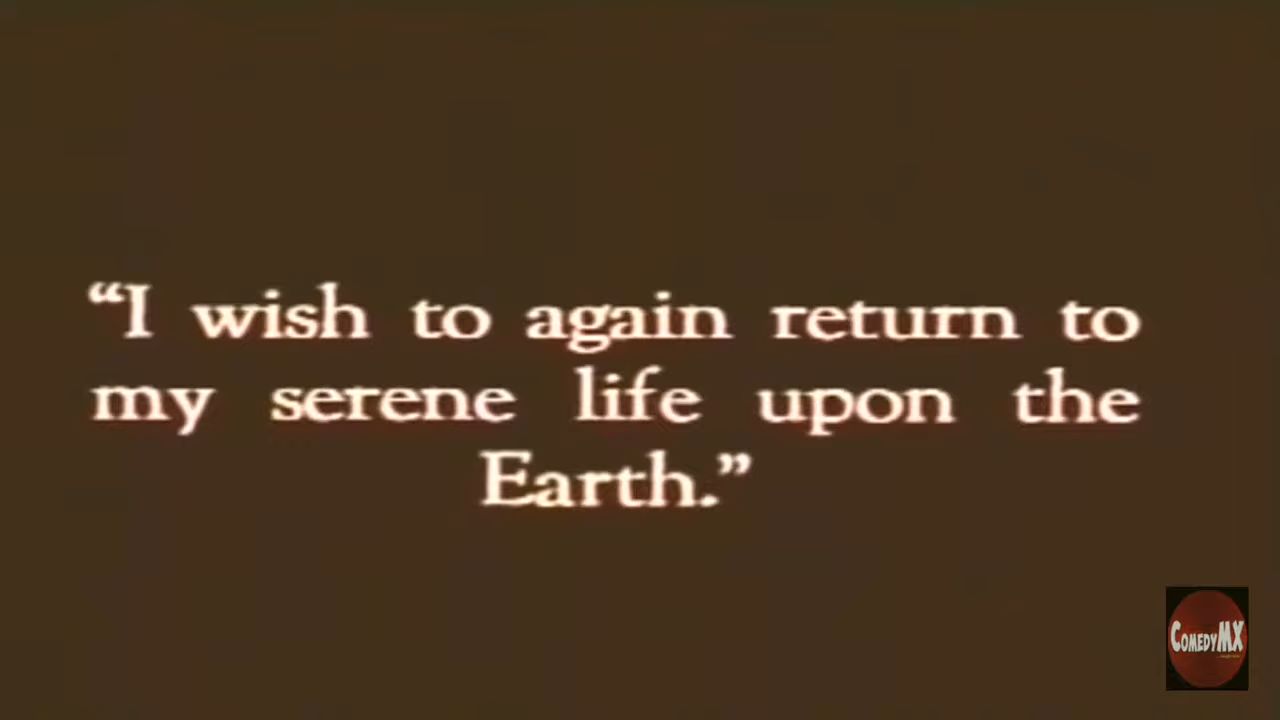 “I wish to again return to
my serene life upon the
Earth.”
COMEDYMX